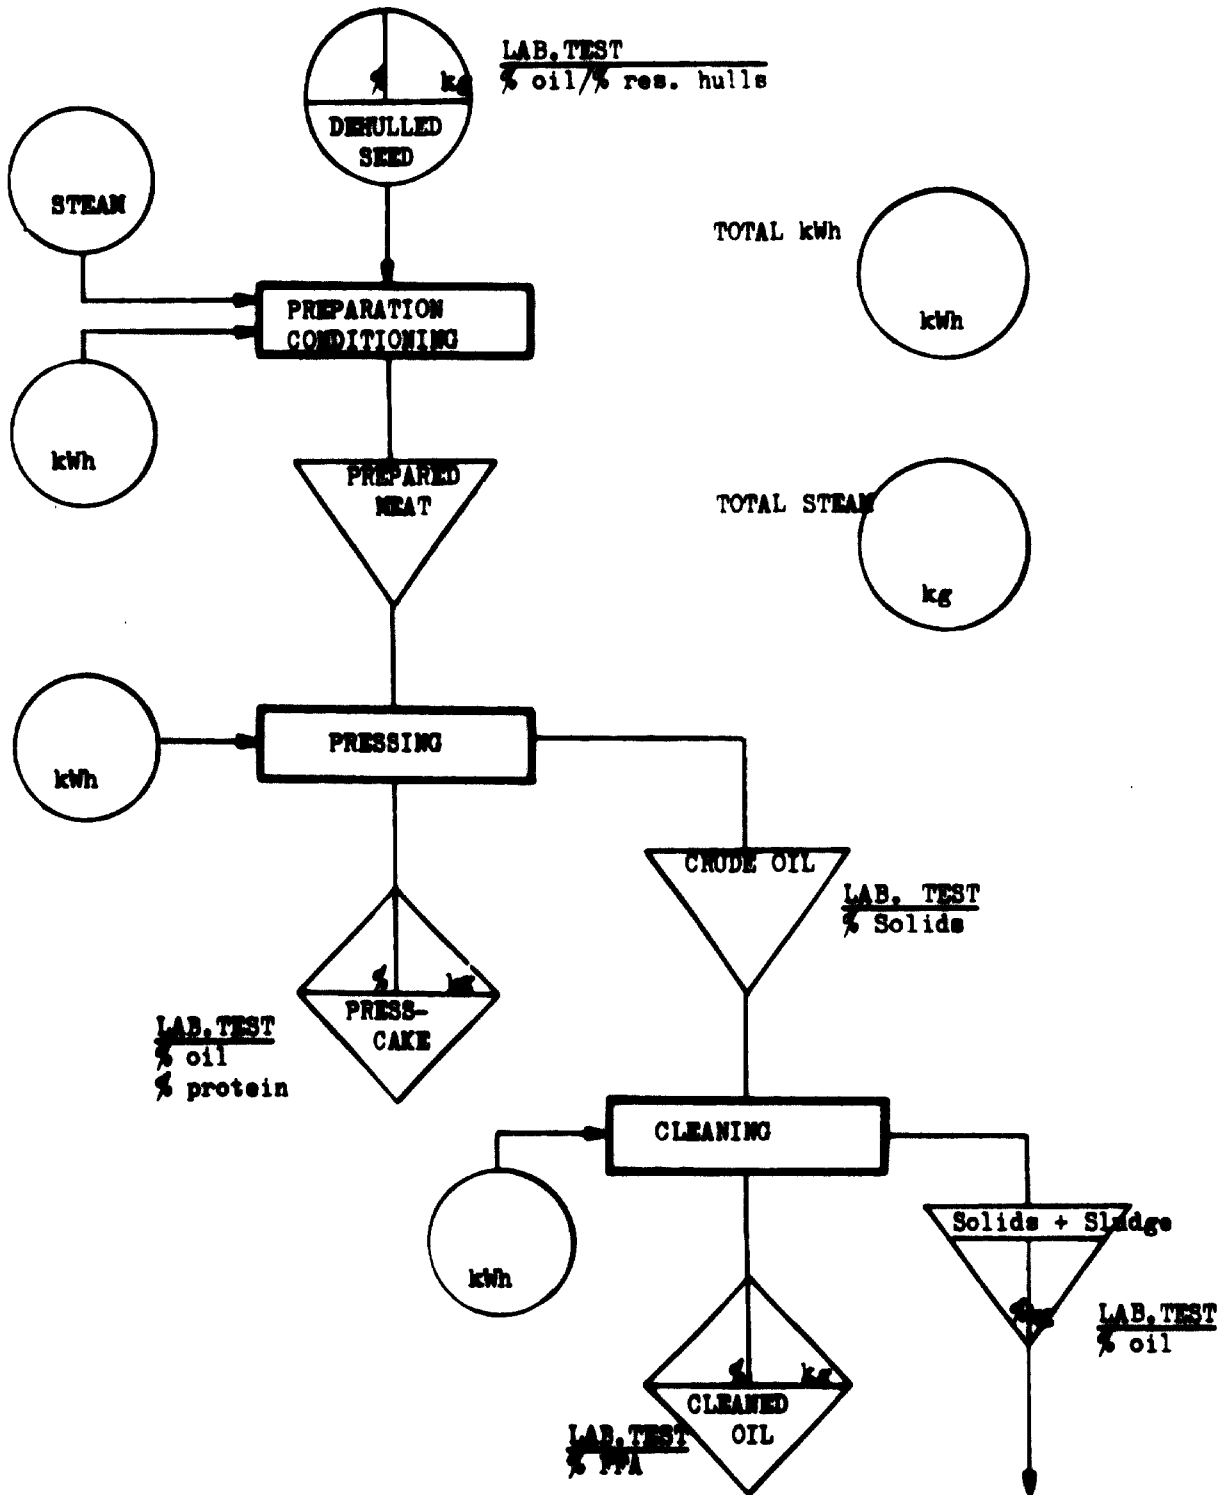 LAB.TEST
% oil/% res. hulls
% kg
DEHULLED
SEED
STEAM
TOTAL kWh
kWh
PREPARATION
CONDITIONING
kWh
PREPARED
MEAT
TOTAL STEAM
kg
PRESSING
kWh
CRUDE OIL
LAB. TEST
% Solids
% kg
PRESS-
CAKE
LAB.TEST
% oil
% protein
CLEANING
kWh
Solids + Sludge
%
LAB.TEST
% oil
% kg
CLEANED
OIL
LAB.TEST
% FFA